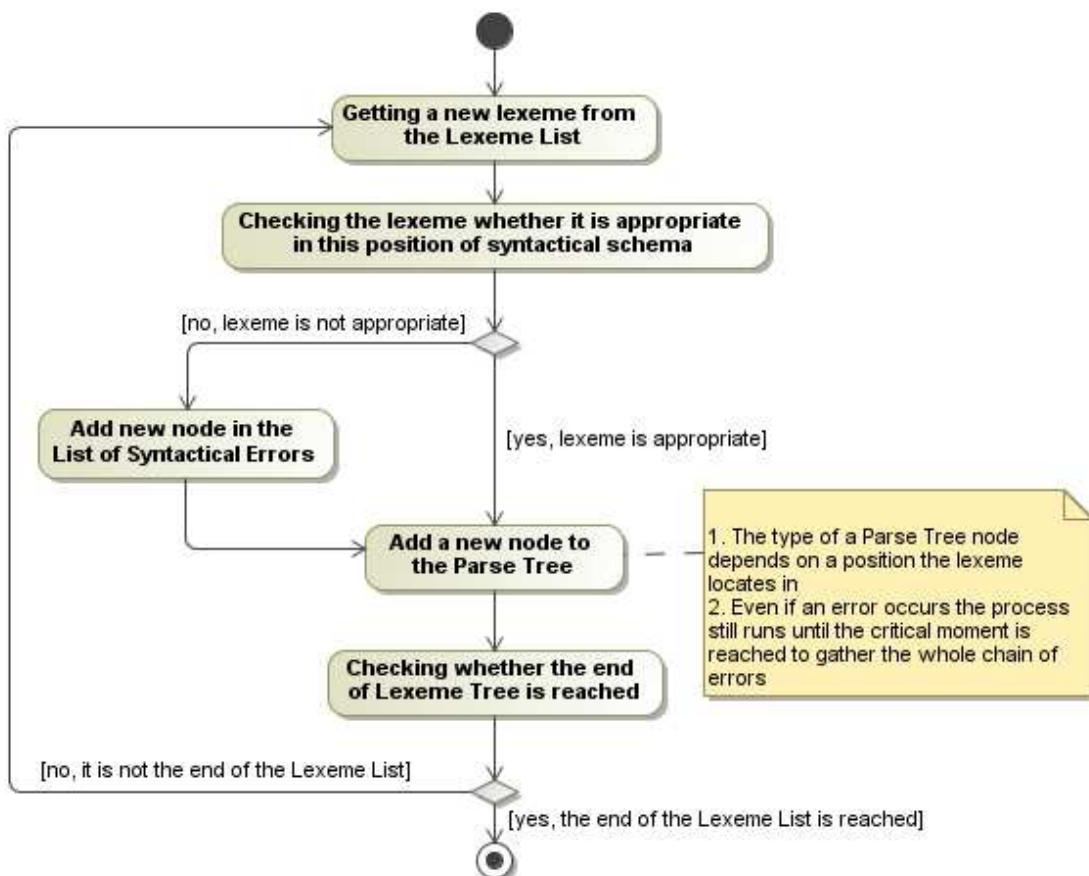 Getting a new lexeme from
the Lexeme List
Checking the lexeme whether it is appropriate
in this position of syntactical schema
[no, lexeme is not appropriate]
Add new node in the
List of Syntactical Errors
[yes, lexeme is appropriate]
Add a new node to
the Parse Tree
1. The type of a Parse Tree node
depends on a position the lexeme
locates in
2. Even if an error occurs the process
still runs until the critical moment is
reached to gather the whole chain of
errors
Checking whether the end
of Lexeme Tree is reached
[no, it is not the end of the Lexeme List]
[yes, the end of the Lexeme List is reached]